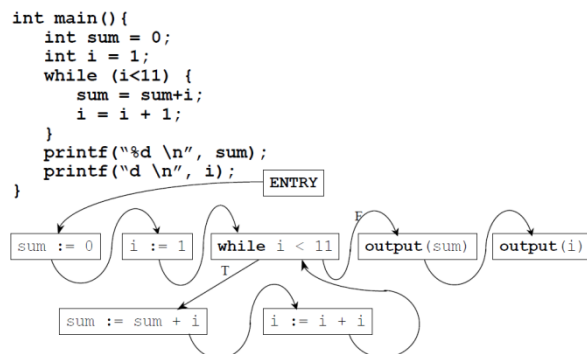 int main(){
int sum = 0;
int i = 1;
while (i<11) {
sum = sum+i;
i = i + 1;
}
printf(“%d \n”, sum);
printf(“d \n”, i);
}
ENTRY
F
sum := 0
i := 1
while i < 11
output(sum)
output(i)
T
sum := sum + i
i := i + i